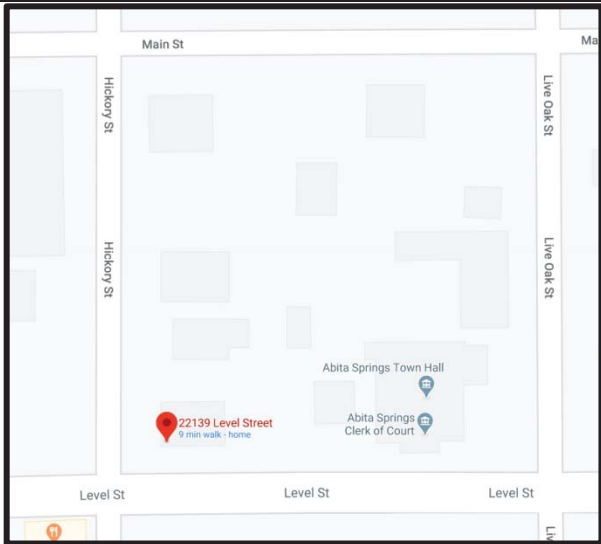 Main St
Ma
Hickory St
Live Oak St
Hickory St
Live Oak St
Abita Springs Town Hall
Abita Springs
Clerk of Court
22139 Level Street
9 min walk - home
Level St
Level St
Level St
Liv